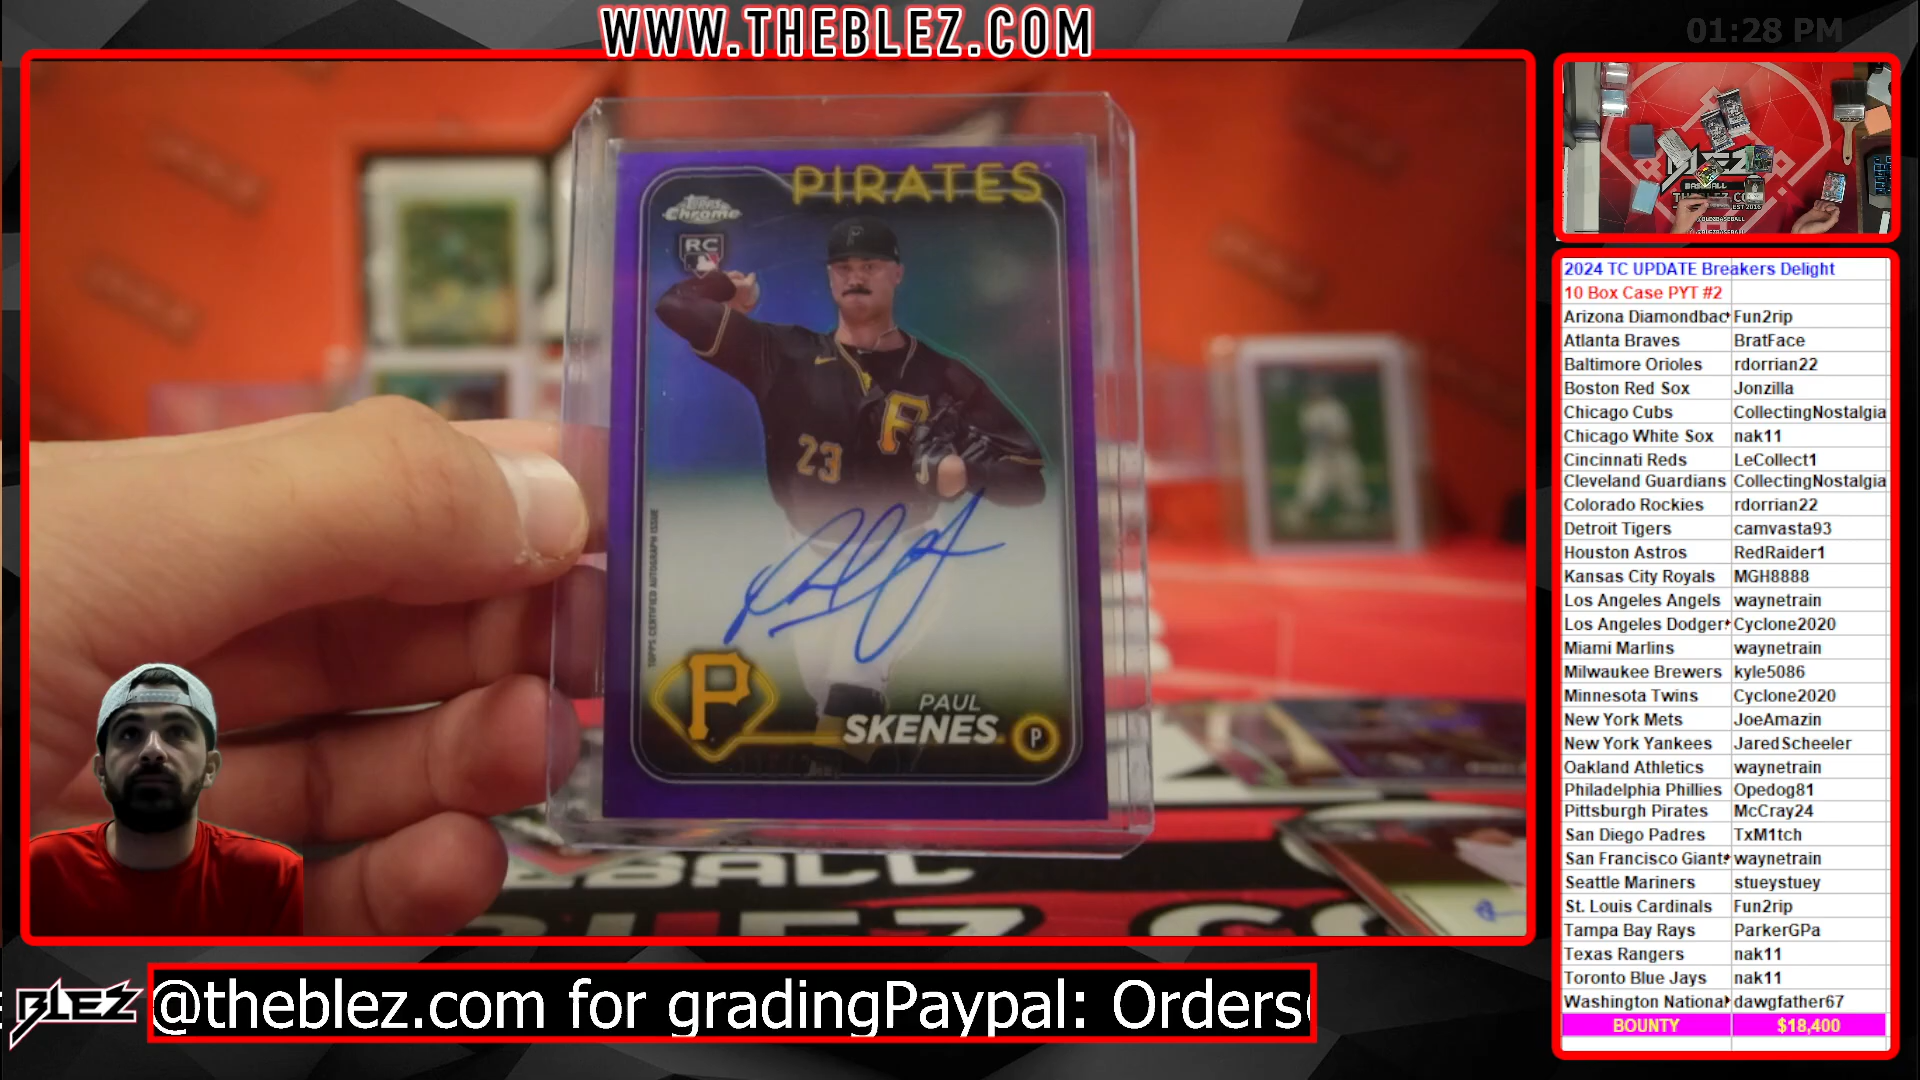 WWW.THEBLEZ.COM
01:28 PM
PIRATES
Topps
Chrome
RC
P
23
TOPPS CERTIFIED AUTOGRAPH ISSUE
P
PAUL
SKENES
P
BLEZ
@theblez.com for gradingPaypal: Orders
BLEZ
BASEBALL
2024 TC UPDATE Breakers Delight
10 Box Case PYT #2
Arizona Diamondbac Fun2rip
Atlanta Braves BratFace
Baltimore Orioles rdorrian22
Boston Red Sox Jonzilla
Chicago Cubs CollectingNostalgia
Chicago White Sox nak11
Cincinnati Reds LeCollect1
Cleveland Guardians CollectingNostalgia
Colorado Rockies rdorrian22
Detroit Tigers camvasta93
Houston Astros RedRaider1
Kansas City Royals MGH8888
Los Angeles Angels waynetrain
Los Angeles Dodger Cyclone2020
Miami Marlins waynetrain
Milwaukee Brewers kyle5086
Minnesota Twins Cyclone2020
New York Mets JoeAmazin
New York Yankees JaredScheeler
Oakland Athletics waynetrain
Philadelphia Phillies Opedog81
Pittsburgh Pirates McCray24
San Diego Padres TxM1tch
San Francisco Giant waynetrain
Seattle Mariners stueystuey
St. Louis Cardinals Fun2rip
Tampa Bay Rays ParkerGPa
Texas Rangers nak11
Toronto Blue Jays nak11
Washington Nationa dawgfather67
BOUNTY $18,400